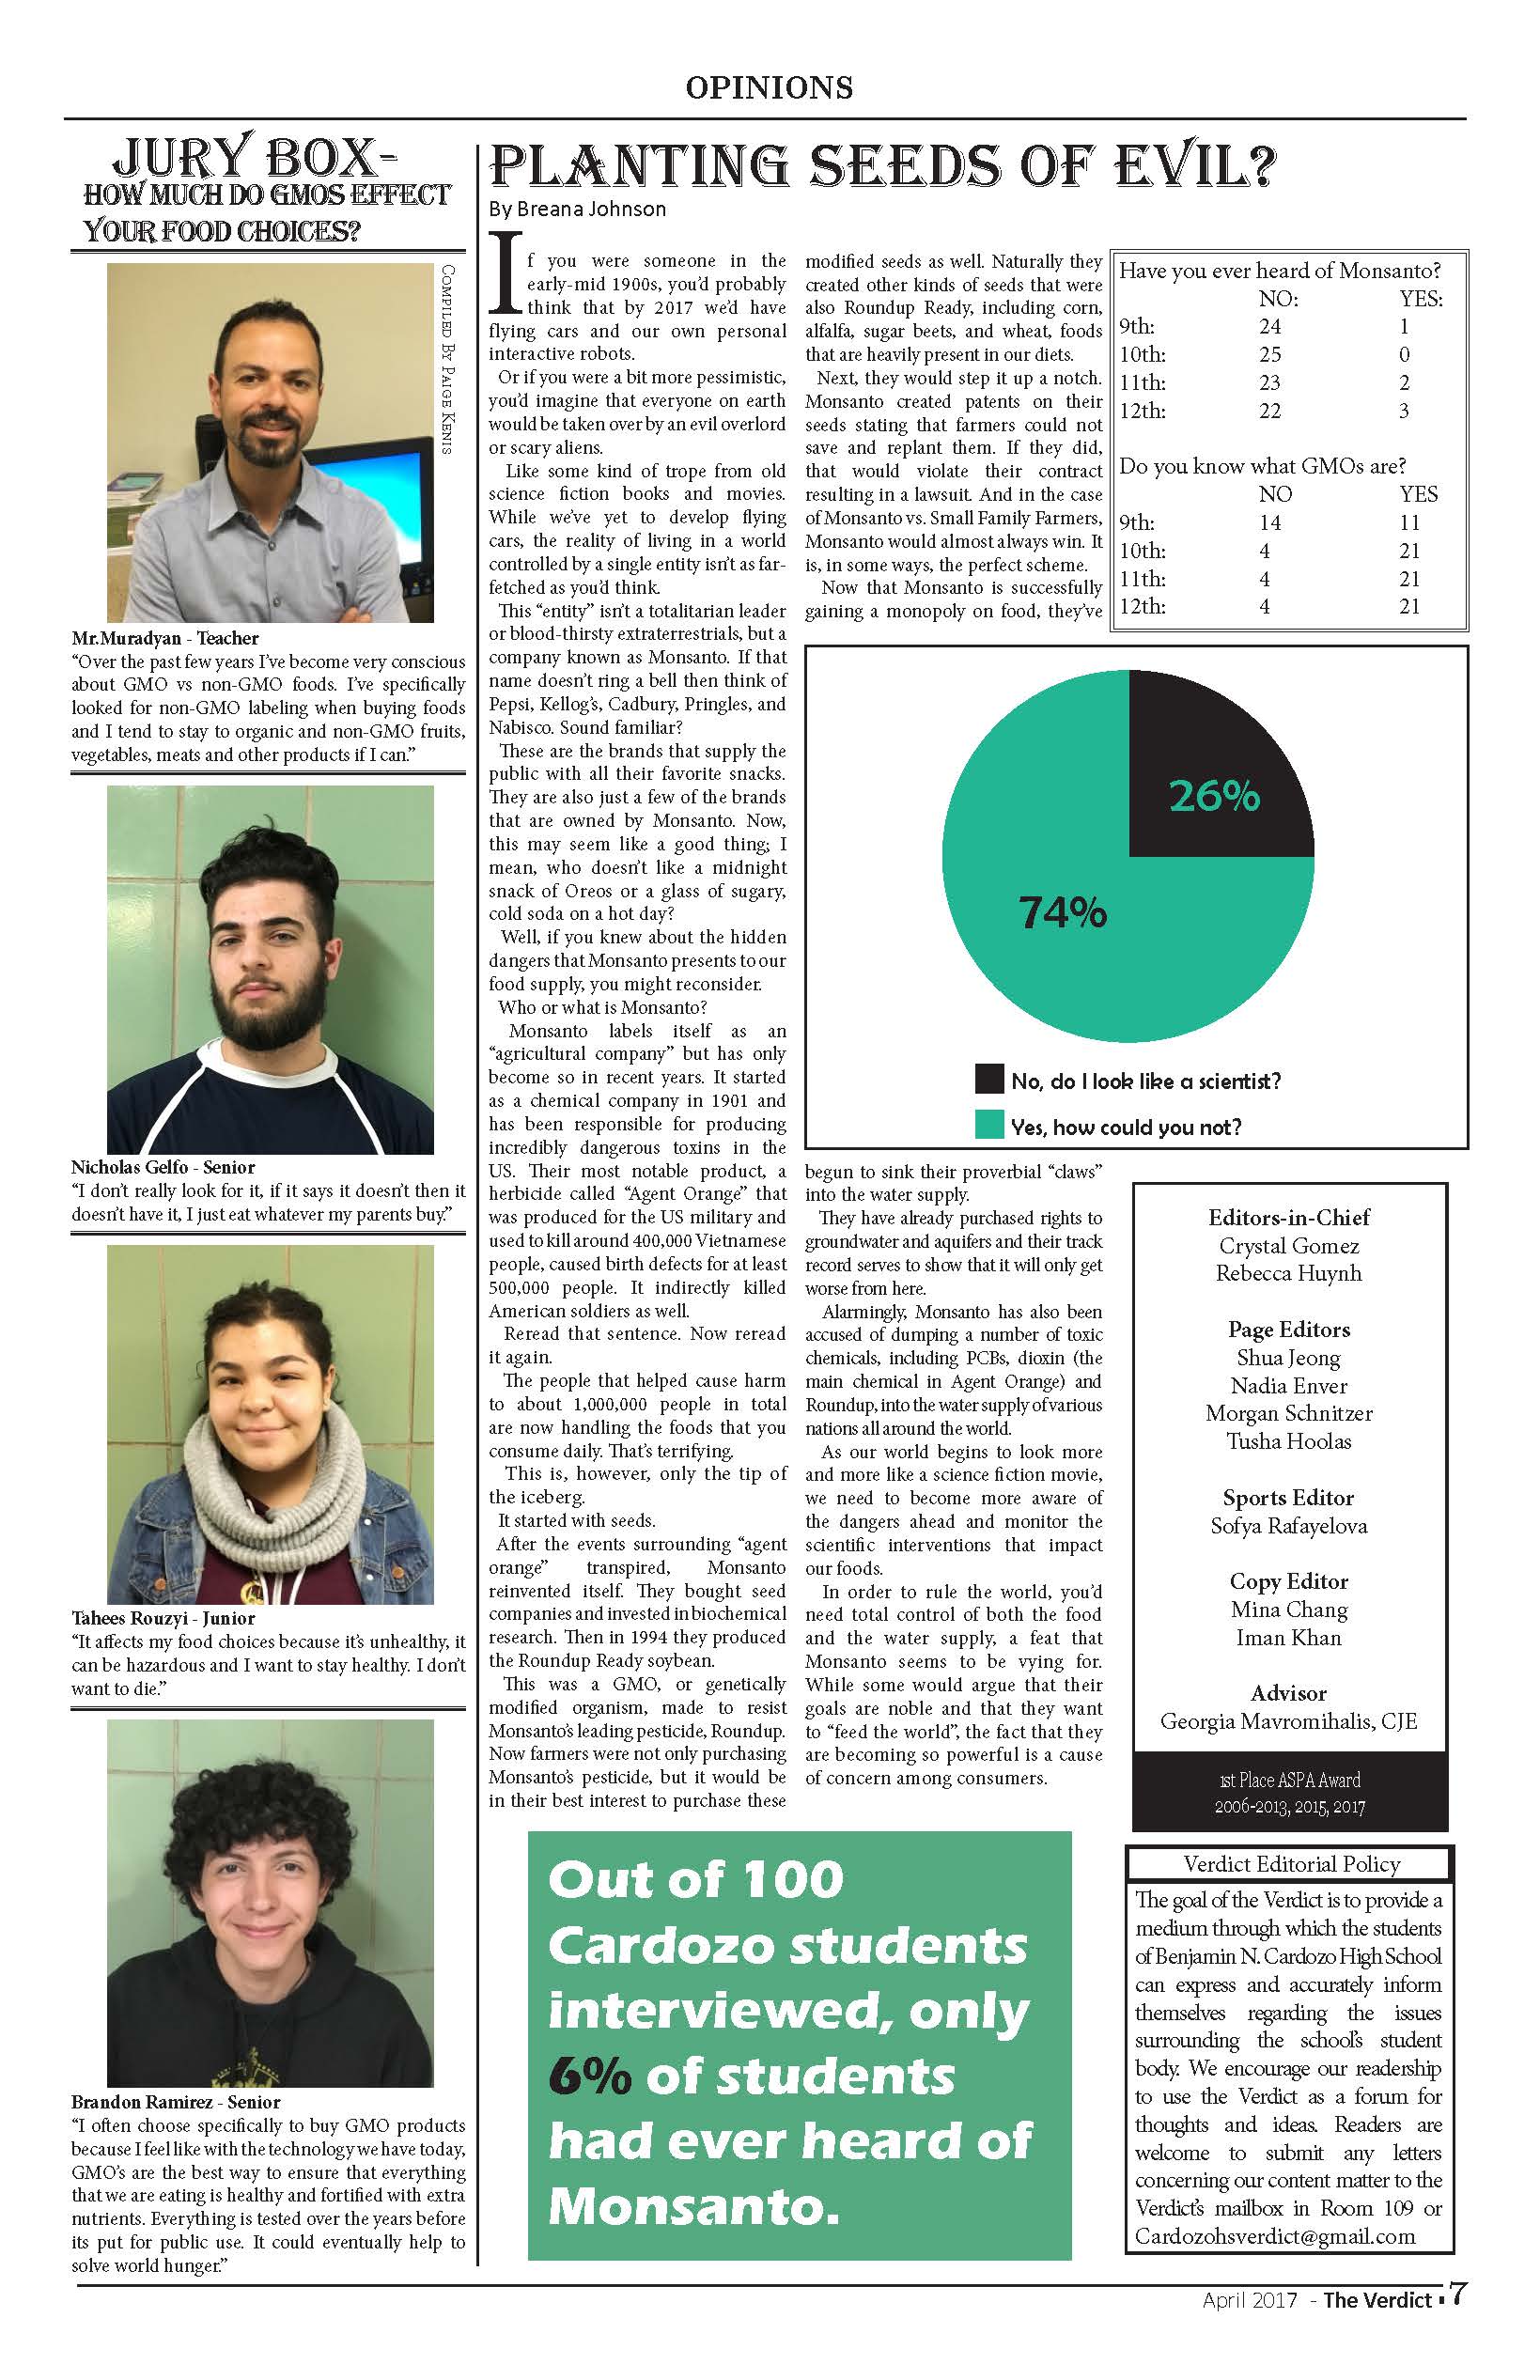 OPINIONS
JURY BOX-
HOW MUCH DO GMOS EFFECT
YOUR FOOD CHOICES?
COMPILED BY PAIGE KENIS
Mr.Muradyan - Teacher
“Over the past few years I’ve become very conscious
about GMO vs non-GMO foods. I’ve specifically
looked for non-GMO labeling when buying foods
and I tend to stay to organic and non-GMO fruits,
vegetables, meats and other products if I can.”
Nicholas Gelfo - Senior
“I don’t really look for it, if it says it doesn’t then it
doesn’t have it, I just eat whatever my parents buy.”
Tahees Rouzyi - Junior
“It affects my food choices because it’s unhealthy, it
can be hazardous and I want to stay healthy. I don’t
want to die.”
Brandon Ramirez - Senior
“I often choose specifically to buy GMO products
because I feel like with the technology we have today,
GMO’s are the best way to ensure that everything
that we are eating is healthy and fortified with extra
nutrients. Everything is tested over the years before
its put for public use. It could eventually help to
solve world hunger.”
PLANTING SEEDS OF EVIL?
By Breana Johnson
If you were someone in the
early-mid 1900s, you’d probably
think that by 2017 we’d have
flying cars and our own personal
interactive robots.
Or if you were a bit more pessimistic,
you’d imagine that everyone on earth
would be taken over by an evil overlord
or scary aliens.
Like some kind of trope from old
science fiction books and movies.
While we’ve yet to develop flying
cars, the reality of living in a world
controlled by a single entity isn’t as far-
fetched as you’d think.
This “entity” isn’t a totalitarian leader
or blood-thirsty extraterrestrials, but a
company known as Monsanto. If that
name doesn’t ring a bell then think of
Pepsi, Kellog’s, Cadbury, Pringles, and
Nabisco. Sound familiar?
These are the brands that supply the
public with all their favorite snacks.
They are also just a few of the brands
that are owned by Monsanto. Now,
this may seem like a good thing; I
mean, who doesn’t like a midnight
snack of Oreos or a glass of sugary,
cold soda on a hot day?
Well, if you knew about the hidden
dangers that Monsanto presents to our
food supply, you might reconsider.
Who or what is Monsanto?
Monsanto labels itself as an
“agricultural company” but has only
become so in recent years. It started
as a chemical company in 1901 and
has been responsible for producing
incredibly dangerous toxins in the
US. Their most notable product, a
herbicide called “Agent Orange” that
was produced for the US military and
used to kill around 400,000 Vietnamese
people, caused birth defects for at least
500,000 people. It indirectly killed
American soldiers as well.
Reread that sentence. Now reread
it again.
The people that helped cause harm
to about 1,000,000 people in total
are now handling the foods that you
consume daily. That’s terrifying.
This is, however, only the tip of
the iceberg.
It started with seeds.
After the events surrounding “agent
orange” transpired, Monsanto
reinvented itself. They bought seed
companies and invested in biochemical
research. Then in 1994 they produced
the Roundup Ready soybean.
This was a GMO, or genetically
modified organism, made to resist
Monsanto’s leading pesticide, Roundup.
Now farmers were not only purchasing
Monsanto’s pesticide, but it would be
in their best interest to purchase these
modified seeds as well. Naturally they
created other kinds of seeds that were
also Roundup Ready, including corn,
alfalfa, sugar beets, and wheat, foods
that are heavily present in our diets.
Next, they would step it up a notch.
Monsanto created patents on their
seeds stating that farmers could not
save and replant them. If they did,
that would violate their contract
resulting in a lawsuit. And in the case
of Monsanto vs. Small Family Farmers,
Monsanto would almost always win. It
is, in some ways, the perfect scheme.
Now that Monsanto is successfully
gaining a monopoly on food, they’ve
begun to sink their proverbial “claws”
into the water supply.
They have already purchased rights to
groundwater and aquifers and their track
record serves to show that it will only get
worse from here.
Alarmingly, Monsanto has also been
accused of dumping a number of toxic
chemicals, including PCBs, dioxin (the
main chemical in Agent Orange) and
Roundup, into the water supply of various
nations all around the world.
As our world begins to look more
and more like a science fiction movie,
we need to become more aware of
the dangers ahead and monitor the
scientific interventions that impact
our foods.
In order to rule the world, you’d
need total control of both the food
and the water supply, a feat that
Monsanto seems to be vying for.
While some would argue that their
goals are noble and that they want
to “feed the world”, the fact that they
are becoming so powerful is a cause
of concern among consumers.
Have you ever heard of Monsanto?
NO: YES:
9th: 24 1
10th: 25 0
11th: 23 2
12th: 22 3
Do you know what GMOs are?
NO YES
9th: 14 11
10th: 4 21
11th: 4 21
12th: 4 21
26%
74%
No, do I look like a scientist?
Yes, how could you not?
Editors-in-Chief
Crystal Gomez
Rebecca Huynh
Page Editors
Shua Jeong
Nadia Enver
Morgan Schnitzer
Tusha Hoolas
Sports Editor
Sofya Rafayelova
Copy Editor
Mina Chang
Iman Khan
Advisor
Georgia Mavromihalis, CJE
1st Place ASPA Award
2006-2013, 2015, 2017
Out of 100
Cardozo students
interviewed, only
6% of students
had ever heard of
Monsanto.
Verdict Editorial Policy
The goal of the Verdict is to provide a
medium through which the students
of Benjamin N. Cardozo High School
can express and accurately inform
themselves regarding the issues
surrounding the school’s student
body. We encourage our readership
to use the Verdict as a forum for
thoughts and ideas. Readers are
welcome to submit any letters
concerning our content matter to the
Verdict’s mailbox in Room 109 or
Cardozohsverdict@gmail.com
April 2017 - The Verdict ▪ 7